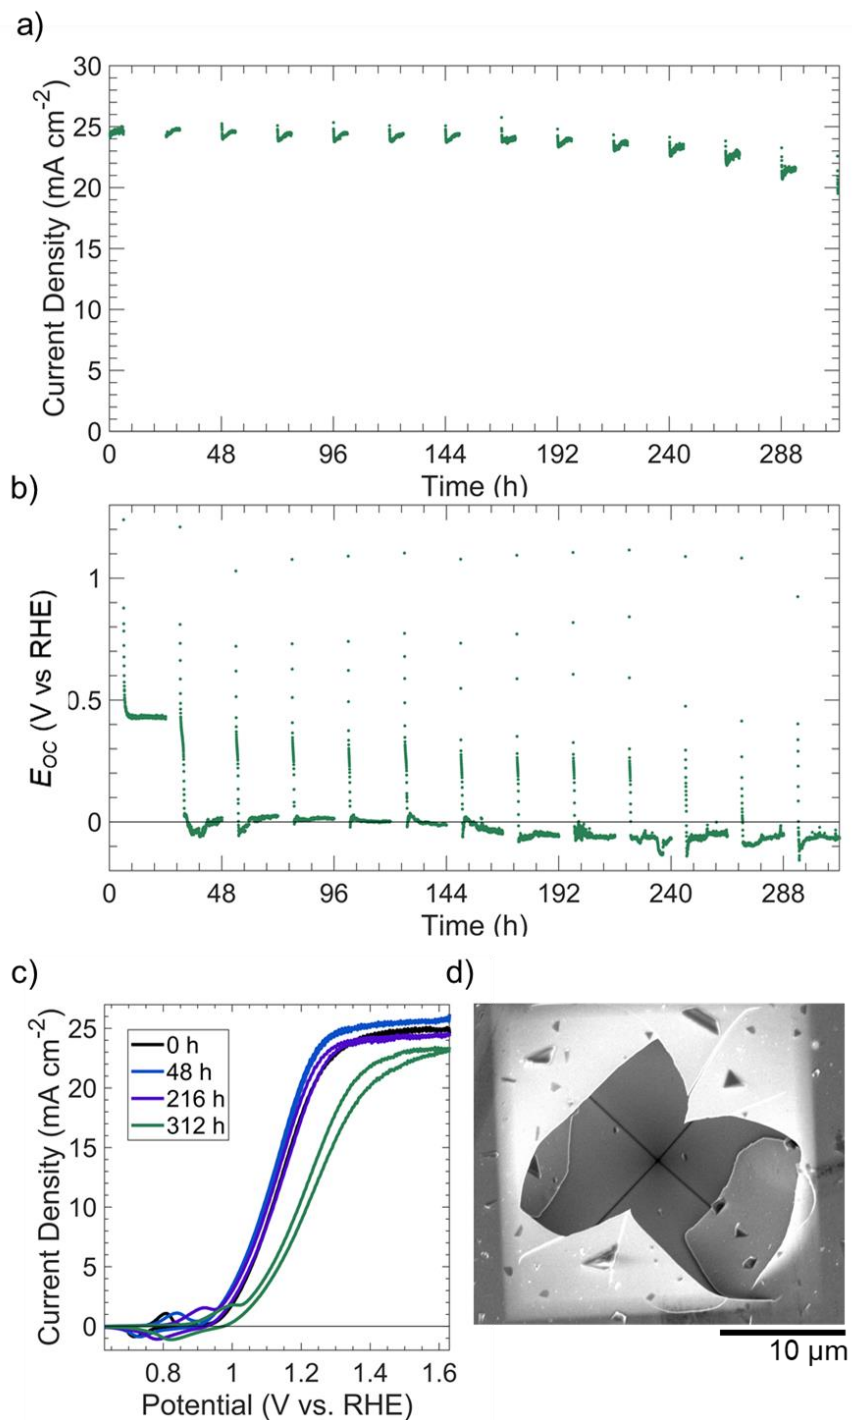 a)
30
25
20
15
10
5
0
Current Density (mA cm⁻²)
0 48 96 144 192 240 288
Time (h)
b)
1
0.5
0
E_OC (V vs RHE)
0 48 96 144 192 240 288
Time (h)
c)
25
20
15
10
5
0
Current Density (mA cm⁻²)
0 h
48 h
216 h
312 h
0.8 1 1.2 1.4 1.6
Potential (V vs. RHE)
d)
10 µm